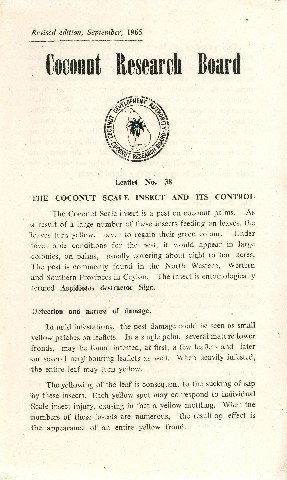 Revised edition, September, 1965
Coconut Research Board
COCONUT DEVELOPMENT AUTHORITY
COCONUT RESEARCH BOARD
Leaflet No. 38
THE COCONUT SCALE INSECT AND ITS CONTROL
The Coconut Scale insect is a pest on coconut palms. As
a result of a large number of these insects feeding on leaves, the
leaves turn yellow, never to regain their green colour. Under
favourable conditions for the pest, it would appear in large
colonies, on palms, usually covering about eight to ten acres.
The pest is commonly found in the North Western, Western
and Southern Provinces in Ceylon. The insect is entomologically
termed Aspidiotus destructor Sign.
Detection and nature of damage.
In mild infestations, the pest damage could be seen as small
yellow patches on leaflets. In a single palm, several mature lower
fronds, may be found infested, at first, a few leaflets and later
on several neighbouring leaflets as well. When heavily infested,
the entire leaf may turn yellow.
The yellowing of the leaf is consequent to the sucking of sap
by these insects. Each yellow spot may correspond to individual
Scale insect injury, causing in fact a yellow mottling. When the
numbers of these insects are numerous, the resulting effect is
the appearance of an entire yellow frond.